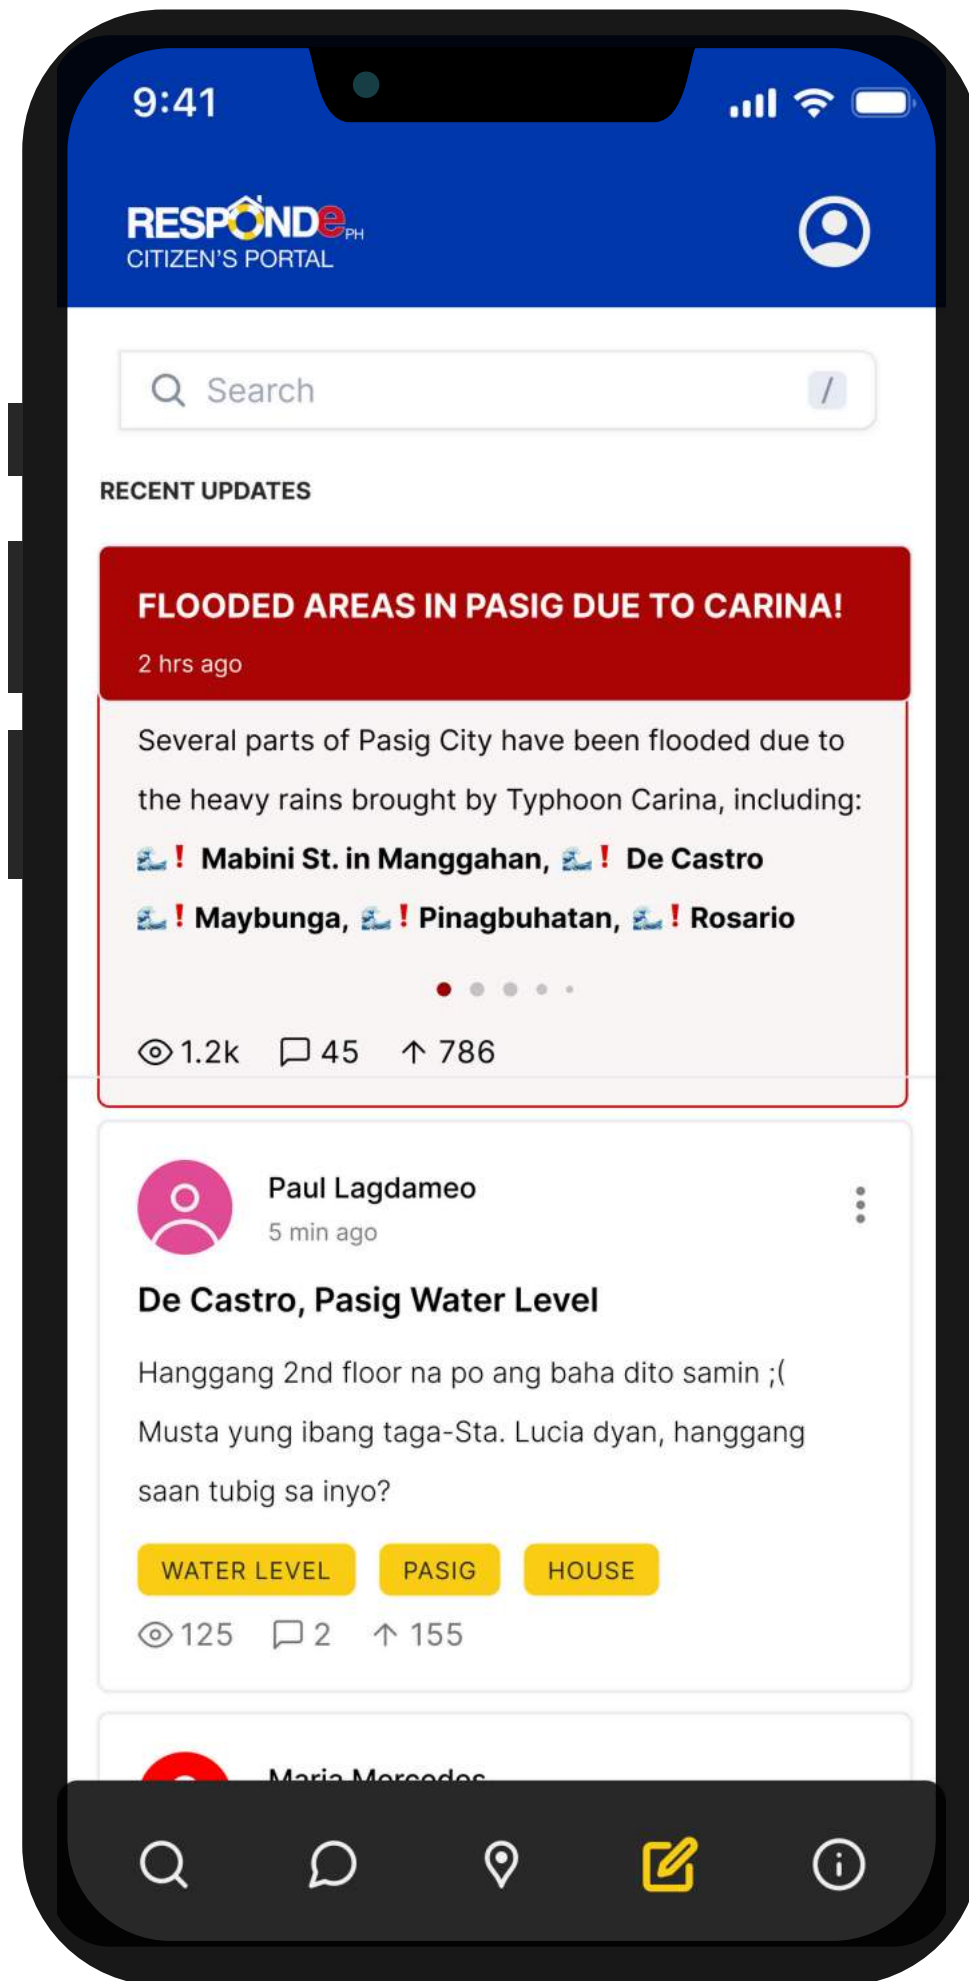 9:41
RESPONDe PH
CITIZEN'S PORTAL
Search /
RECENT UPDATES
FLOODED AREAS IN PASIG DUE TO CARINA!
2 hrs ago
Several parts of Pasig City have been flooded due to
the heavy rains brought by Typhoon Carina, including:
🌊❗ Mabini St. in Manggahan, 🌊❗ De Castro
🌊❗ Maybunga, 🌊❗ Pinagbuhatan, 🌊❗ Rosario
1.2k 45 786
Paul Lagdameo
5 min ago
De Castro, Pasig Water Level
Hanggang 2nd floor na po ang baha dito samin ;(
Musta yung ibang taga-Sta. Lucia dyan, hanggang
saan tubig sa inyo?
WATER LEVEL PASIG HOUSE
125 2 155
Maria Mercedes